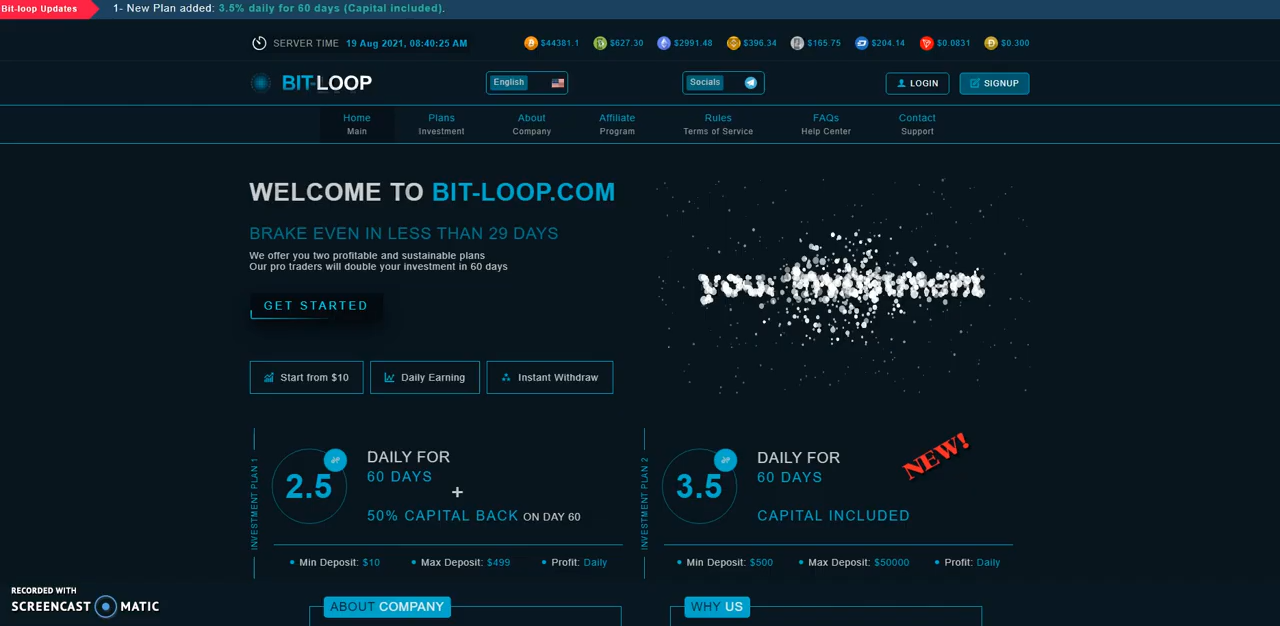 Bit-loop Updates
1- New Plan added: 3.5% daily for 60 days (Capital included).
SERVER TIME 19 Aug 2021, 08:40:25 AM
$44381.1 $627.30 $2991.48 $396.34 $165.75 $204.14 $0.0831 $0.300
BIT-LOOP
English
Socials
LOGIN
SIGNUP
Home
Main
Plans
Investment
About
Company
Affiliate
Program
Rules
Terms of Service
FAQs
Help Center
Contact
Support
WELCOME TO BIT-LOOP.COM
BRAKE EVEN IN LESS THAN 29 DAYS
We offer you two profitable and sustainable plans
Our pro traders will double your investment in 60 days
GET STARTED
your investment
Start from $10
Daily Earning
Instant Withdraw
INVESTMENT PLAN 1
2.5
DAILY FOR
60 DAYS
+
50% CAPITAL BACK ON DAY 60
Min Deposit: $10
Max Deposit: $499
Profit: Daily
INVESTMENT PLAN 2
3.5
DAILY FOR
60 DAYS
NEW!
CAPITAL INCLUDED
Min Deposit: $500
Max Deposit: $50000
Profit: Daily
ABOUT COMPANY
WHY US
RECORDED WITH
SCREENCAST MATIC